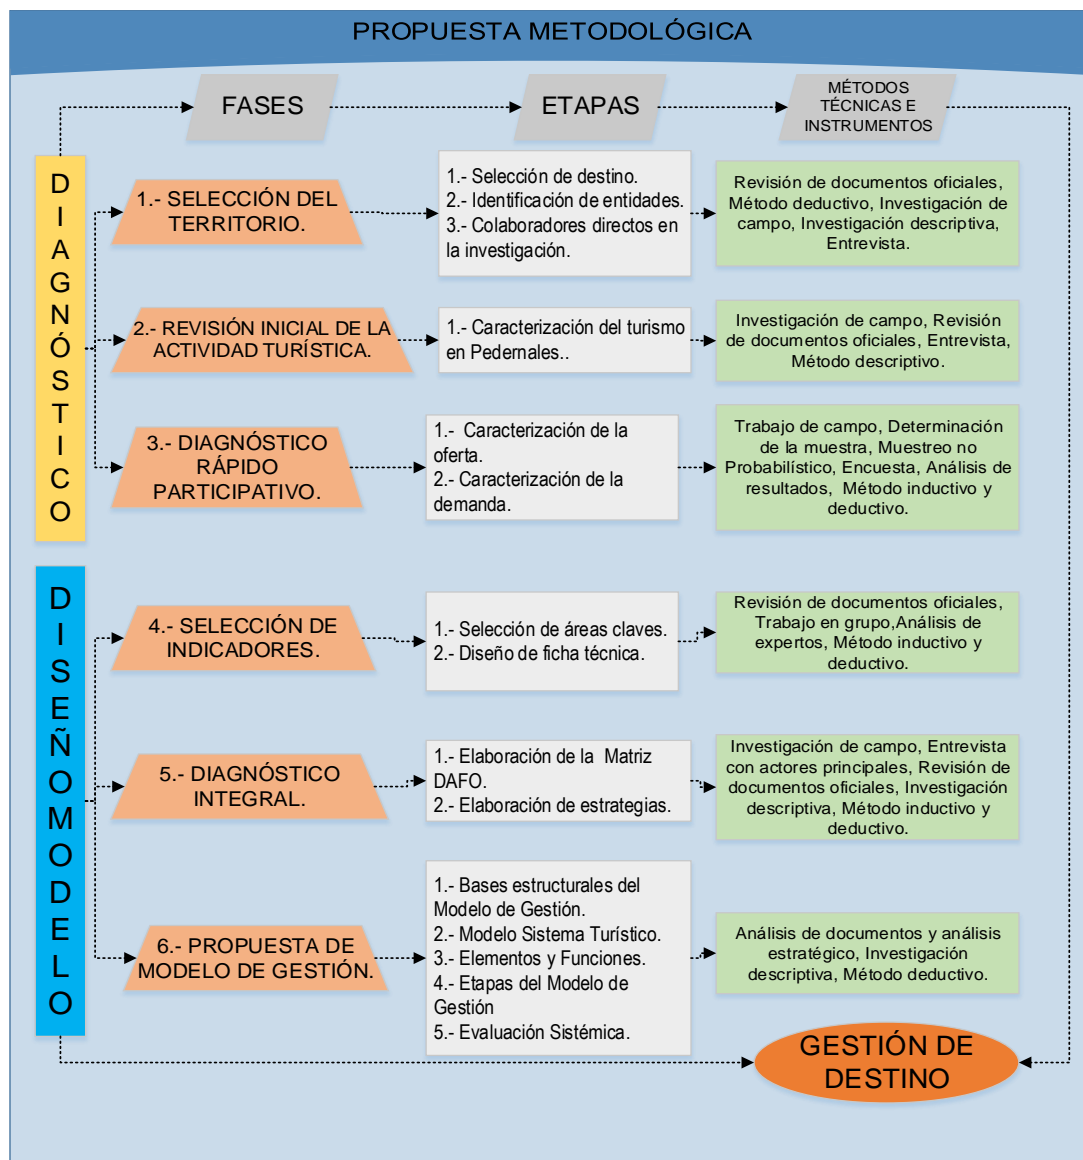 PROPUESTA METODOLÓGICA
FASES
ETAPAS
MÉTODOS
TÉCNICAS E
INSTRUMENTOS
DIAGNÓSTICO
1.- SELECCIÓN DEL
TERRITORIO.
1.- Selección de destino.
2.- Identificación de entidades.
3.- Colaboradores directos en
la investigación.
Revisión de documentos oficiales,
Método deductivo, Investigación de
campo, Investigación descriptiva,
Entrevista.
2.- REVISIÓN INICIAL DE LA
ACTIVIDAD TURÍSTICA.
1.- Caracterización del turismo
en Pedernales..
Investigación de campo, Revisión
de documentos oficiales, Entrevista,
Método descriptivo.
3.- DIAGNÓSTICO
RÁPIDO
PARTICIPATIVO.
1.- Caracterización de la
oferta.
2.- Caracterización de la
demanda.
Trabajo de campo, Determinación
de la muestra, Muestreo no
Probabilístico, Encuesta, Análisis de
resultados, Método inductivo y
deductivo.
DISEÑOMODELO
4.- SELECCIÓN DE
INDICADORES.
1.- Selección de áreas claves.
2.- Diseño de ficha técnica.
Revisión de documentos oficiales,
Trabajo en grupo,Análisis de
expertos, Método inductivo y
deductivo.
5.- DIAGNÓSTICO
INTEGRAL.
1.- Elaboración de la Matriz
DAFO.
2.- Elaboración de estrategias.
Investigación de campo, Entrevista
con actores principales, Revisión de
documentos oficiales, Investigación
descriptiva, Método inductivo y
deductivo.
6.- PROPUESTA DE
MODELO DE GESTIÓN.
1.- Bases estructurales del
Modelo de Gestión.
2.- Modelo Sistema Turístico.
3.- Elementos y Funciones.
4.- Etapas del Modelo de
Gestión
5.- Evaluación Sistémica.
Análisis de documentos y análisis
estratégico, Investigación
descriptiva, Método deductivo.
GESTIÓN DE
DESTINO